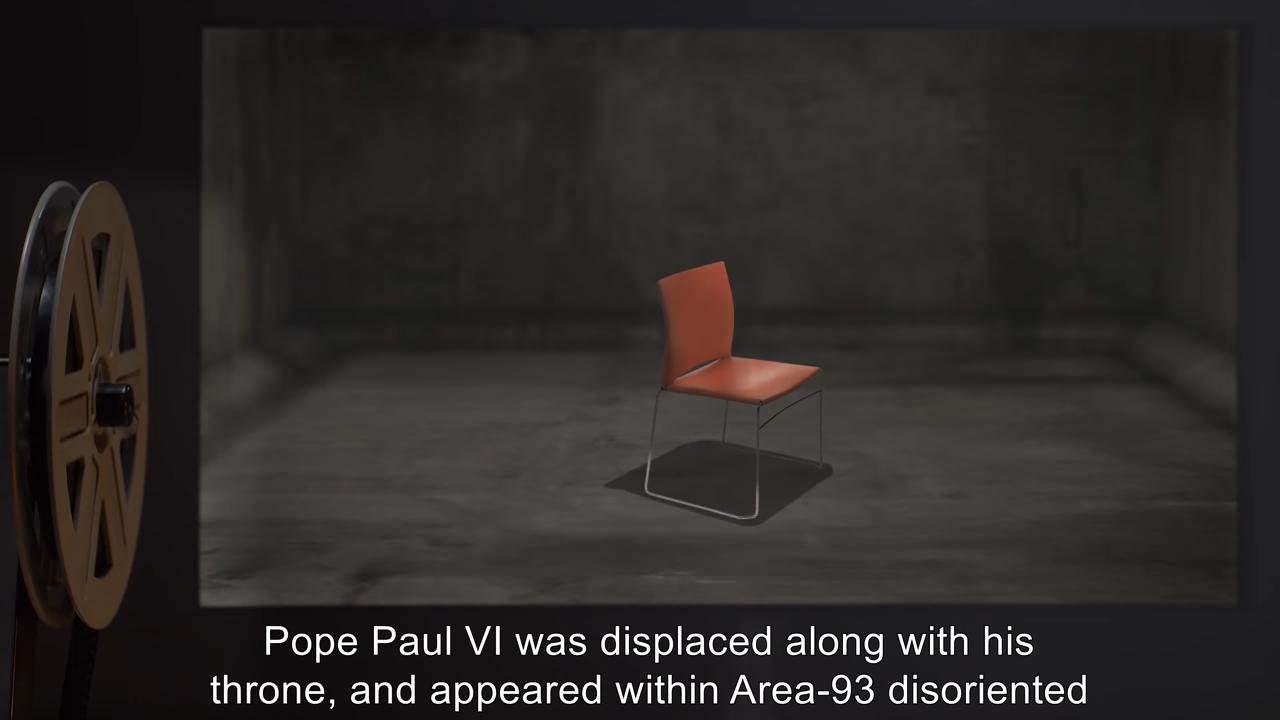 Pope Paul VI was displaced along with his
throne, and appeared within Area-93 disoriented